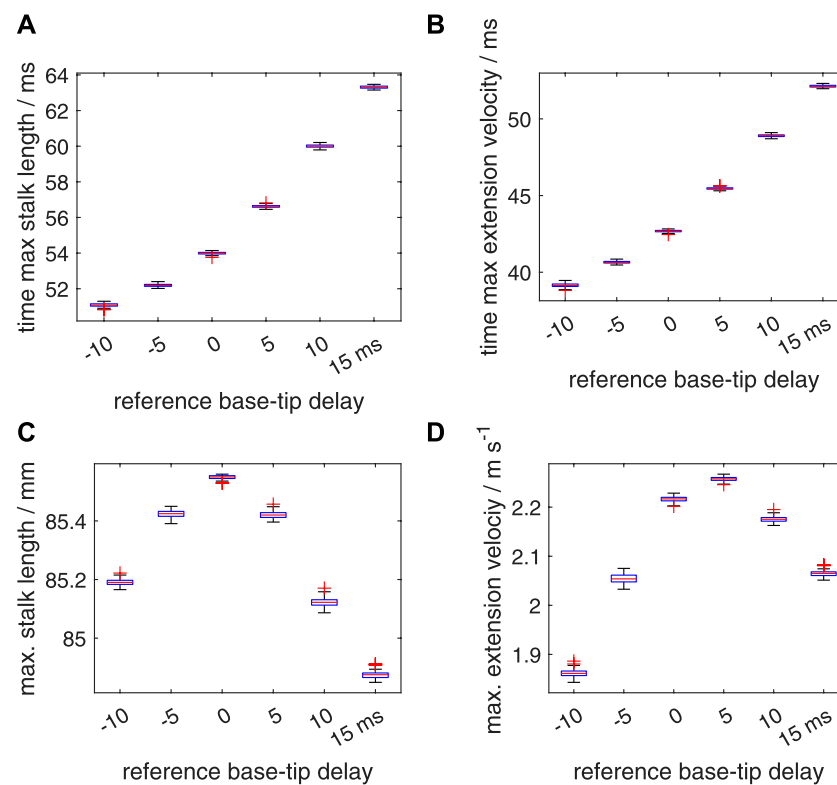 A
time max stalk length / ms
64
62
60
58
56
54
52
-10
-5
0
5
10
15 ms
reference base-tip delay
B
time max extension velocity / ms
50
45
40
-10
-5
0
5
10
15 ms
reference base-tip delay
C
max. stalk length / mm
85.4
85.2
85
-10
-5
0
5
10
15 ms
reference base-tip delay
D
max. extension velociy / m s⁻¹
2.2
2.1
2
1.9
-10
-5
0
5
10
15 ms
reference base-tip delay